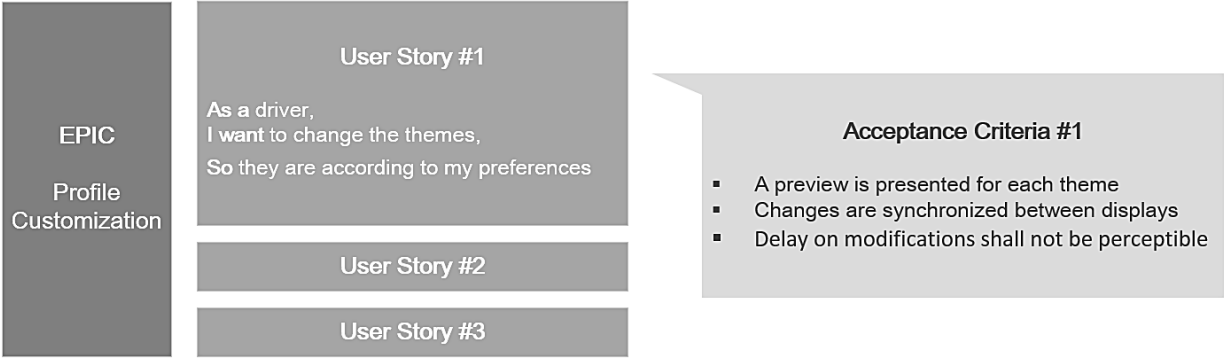 EPIC
Profile
Customization
User Story #1
As a driver,
I want to change the themes,
So they are according to my preferences
User Story #2
User Story #3
Acceptance Criteria #1
▪ A preview is presented for each theme
▪ Changes are synchronized between displays
▪ Delay on modifications shall not be perceptible